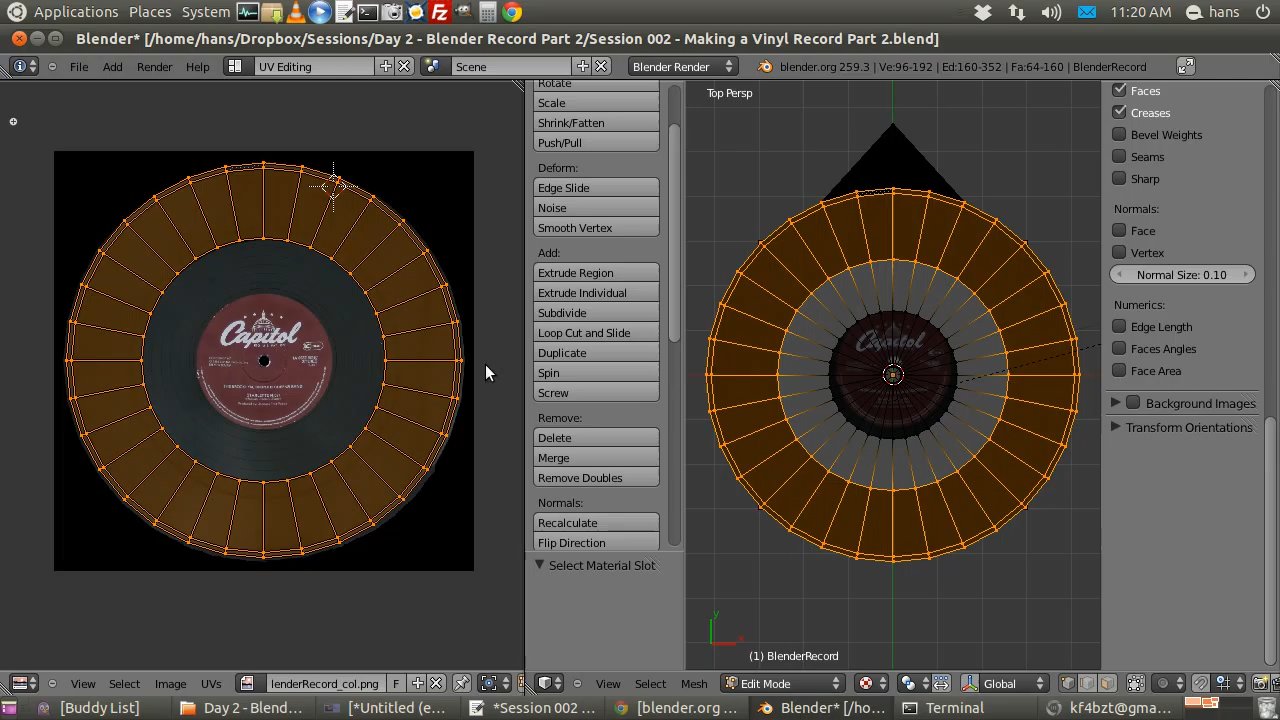 Applications Places System 11:20 AM hans
Blender* [/home/hans/Dropbox/Sessions/Day 2 - Blender Record Part 2/Session 002 - Making a Vinyl Record Part 2.blend]
File Add Render Help UV Editing Scene Blender Render blender.org 259.3 | Ve:96-192 | Ed:160-352 | Fa:64-160 | BlenderRecord
Rotate
Scale
Shrink/Fatten
Push/Pull
Deform:
Edge Slide
Noise
Smooth Vertex
Add:
Extrude Region
Extrude Individual
Subdivide
Loop Cut and Slide
Duplicate
Spin
Screw
Remove:
Delete
Merge
Remove Doubles
Normals:
Recalculate
Flip Direction
Select Material Slot
Capitol
Top Persp
Capitol
y
x
(1) BlenderRecord
Faces
Creases
Bevel Weights
Seams
Sharp
Normals:
Face
Vertex
Normal Size: 0.10
Numerics:
Edge Length
Faces Angles
Face Area
Background Images
Transform Orientations
View Select Image UVs lenderRecord_col.png F
View Select Mesh Edit Mode Global
[Buddy List] Day 2 - Blend... [*Untitled (e... *Session 002 ... [blender.org ... Blender* [/ho... Terminal kf4bzt@gma...